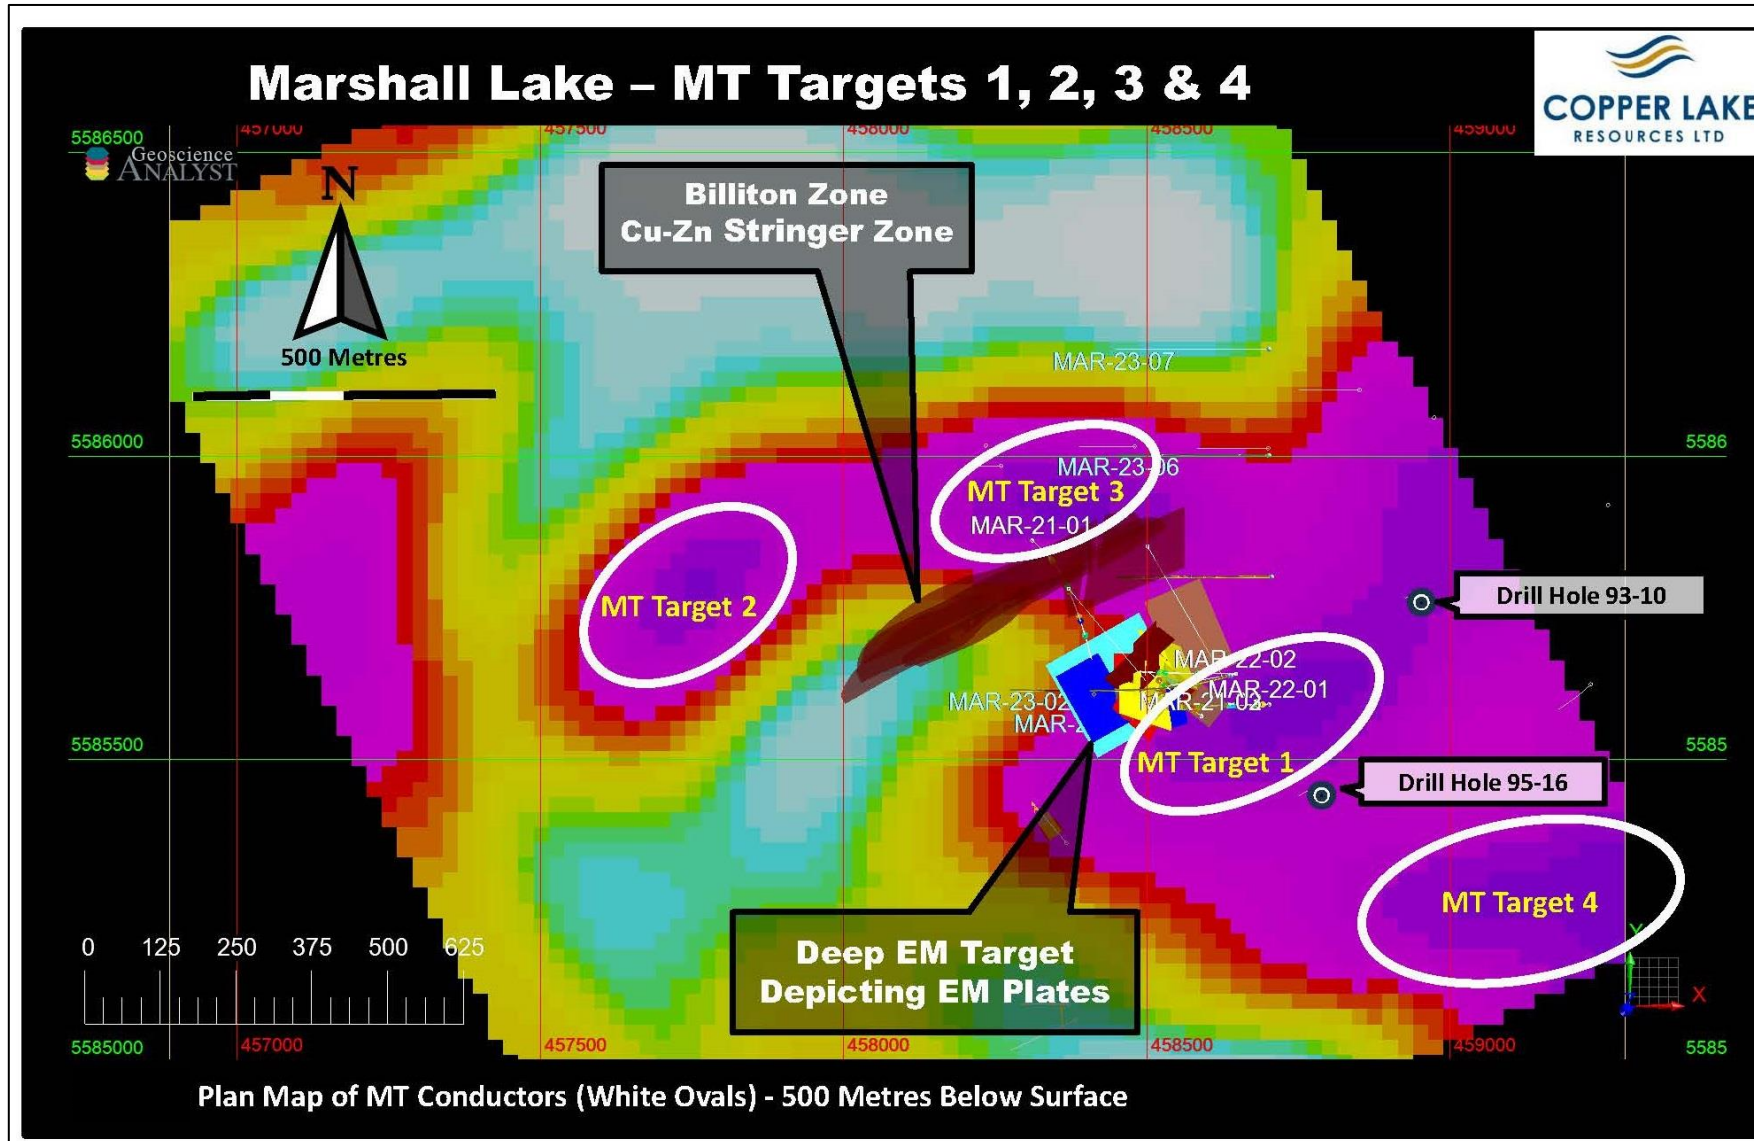 Marshall Lake – MT Targets 1, 2, 3 & 4
COPPER LAKE
RESOURCES LTD
5586500
457000
457500
458000
458500
459000
Geoscience
ANALYST
N
500 Metres
Billiton Zone
Cu-Zn Stringer Zone
MAR-23-07
5586000
5586
MAR-23-06
MT Target 3
MAR-21-01
MT Target 2
Drill Hole 93-10
MAR-22-02
MAR-22-01
MAR-23-02
5585500
5585
MT Target 1
Drill Hole 95-16
MT Target 4
0 125 250 375 500 625
Deep EM Target
Depicting EM Plates
Y
X
5585000
457000
457500
458000
458500
459000
5585
Plan Map of MT Conductors (White Ovals) - 500 Metres Below Surface